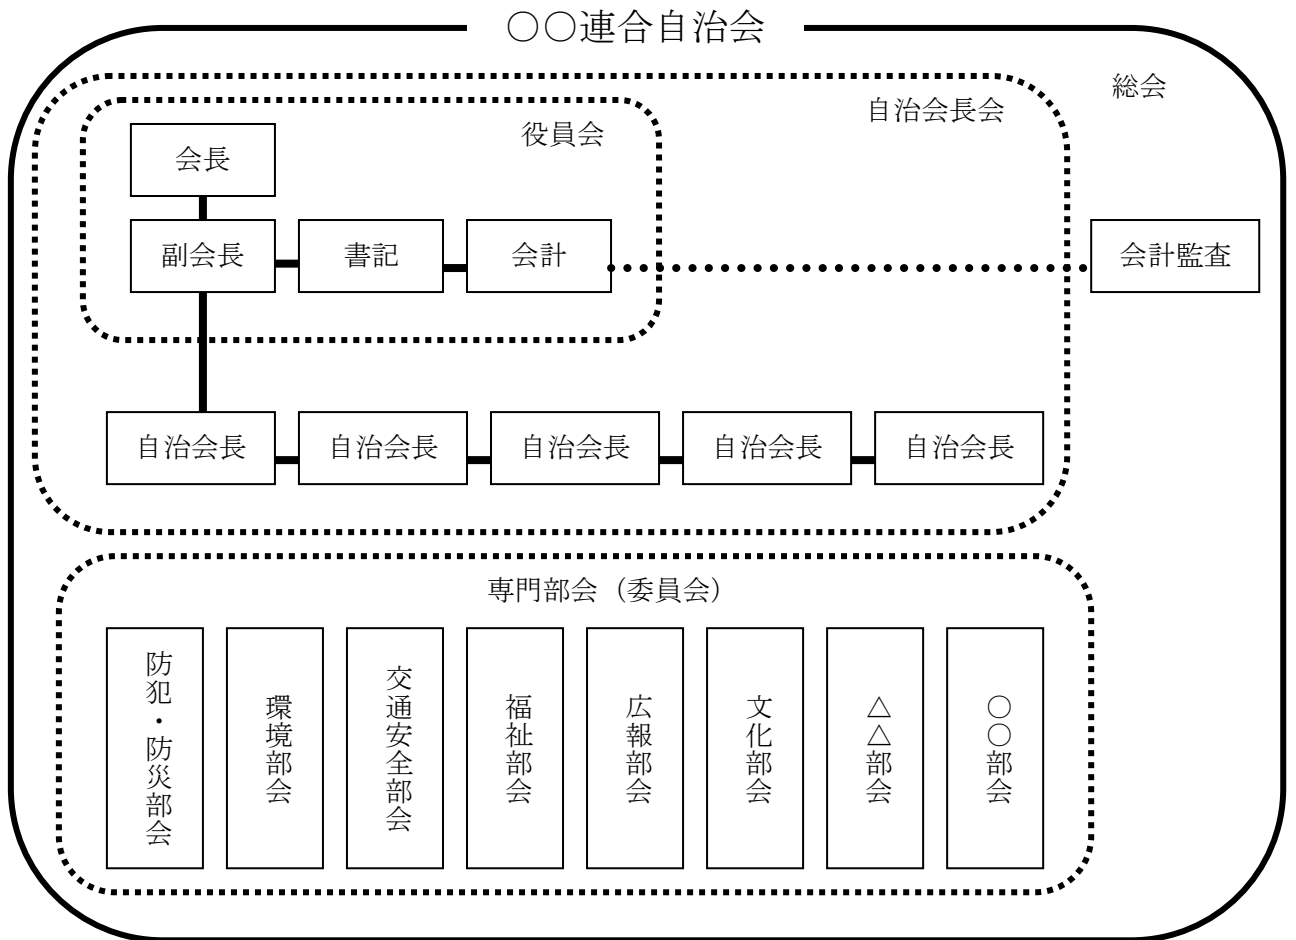 〇〇連合自治会
総会
自治会長会
役員会
会長
副会長
書記
会計
会計監査
自治会長
自治会長
自治会長
自治会長
自治会長
専門部会（委員会）
防犯・防災部会
環境部会
交通安全部会
福祉部会
広報部会
文化部会
△△部会
〇〇部会